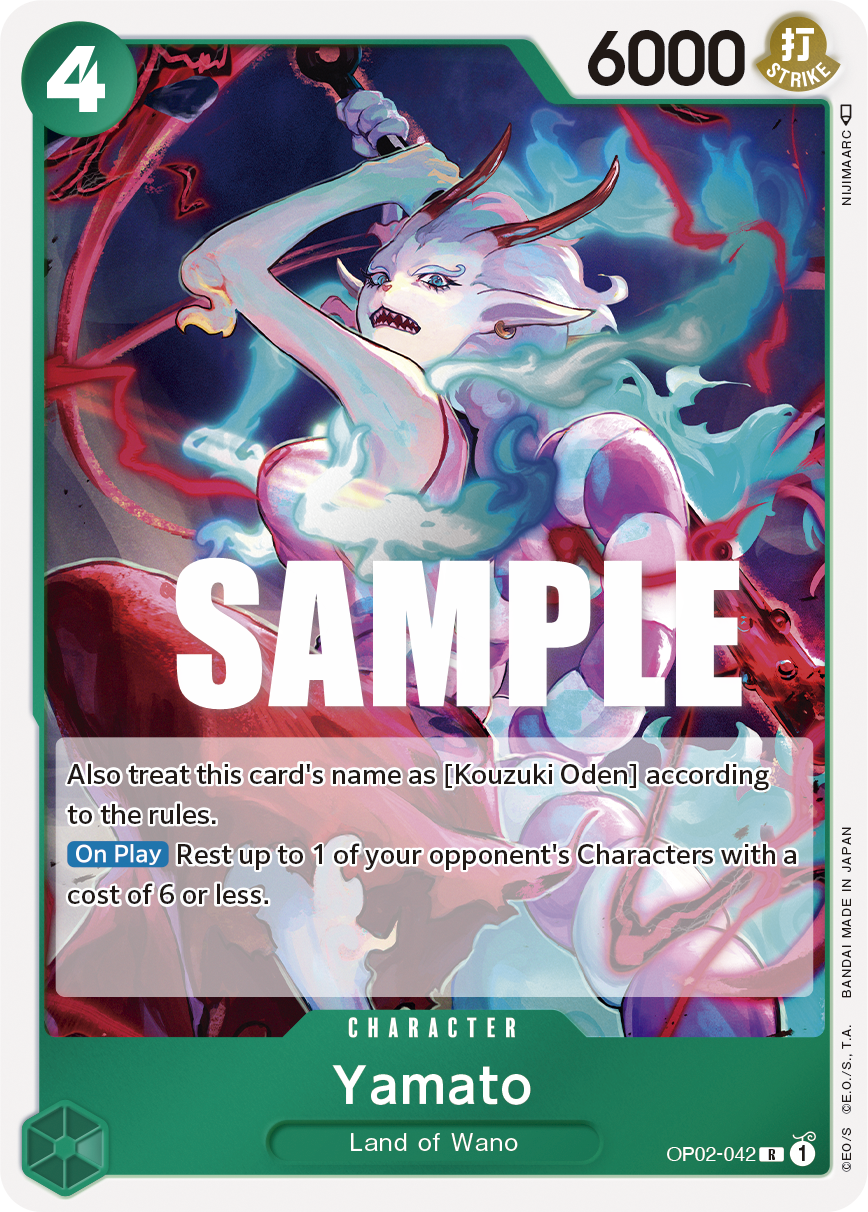 4
6000
打
STRIKE
NIJIMAARC
SAMPLE
Also treat this card's name as [Kouzuki Oden] according
to the rules.
On Play Rest up to 1 of your opponent's Characters with a
cost of 6 or less.
CHARACTER
Yamato
Land of Wano
OP02-042 R 1
©EO/S ©E.O./S., T.A. BANDAI MADE IN JAPAN